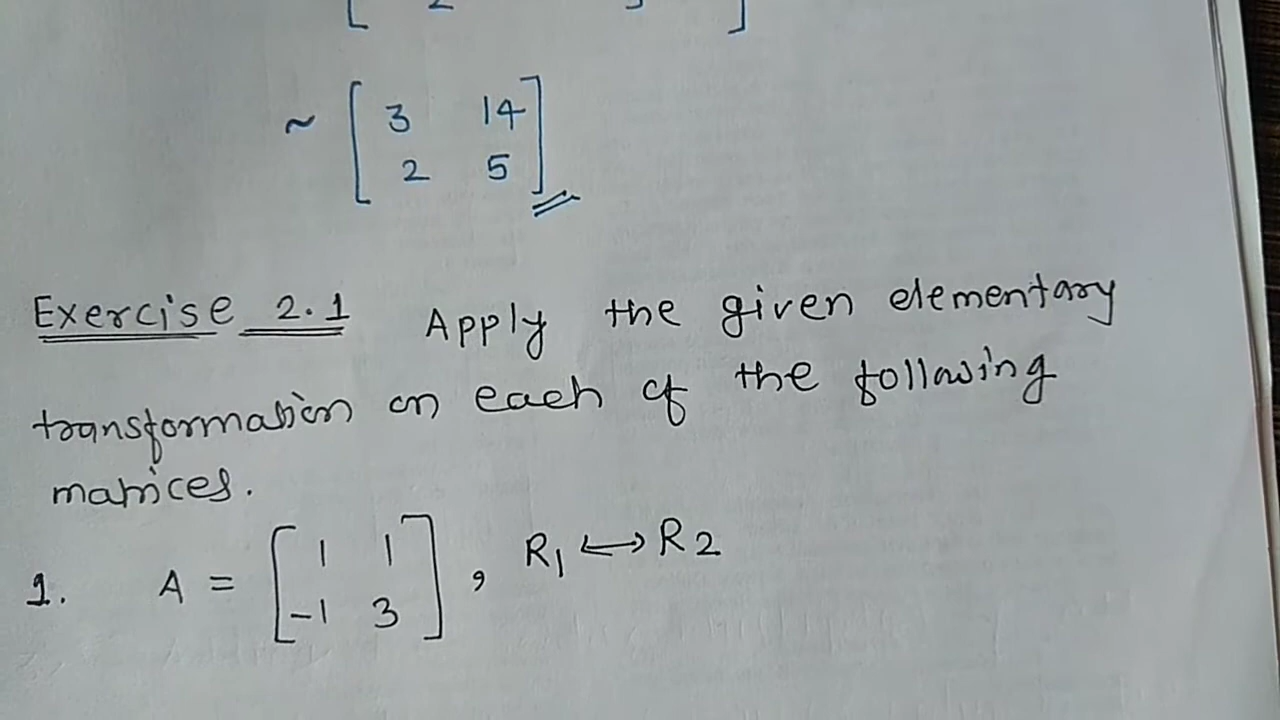 [ 2 ]
~ [ 3 14
2 5 ]
Exercise 2.1 Apply the given elementary
transformation on each of the following
matrices.
1. A = [ 1 1
-1 3 ] , R1 ↔ R2